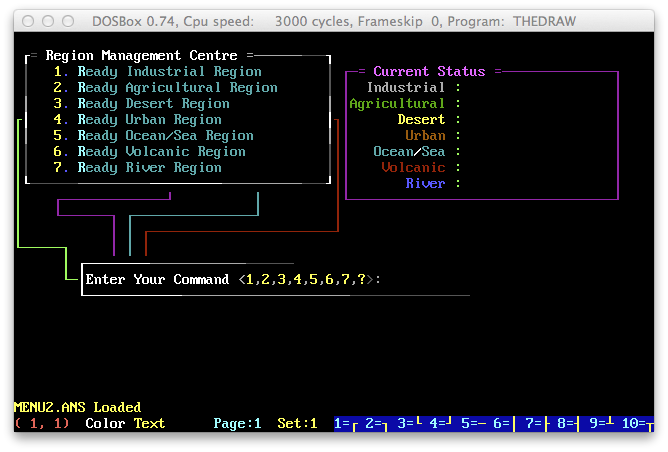 DOSBox 0.74, Cpu speed: 3000 cycles, Frameskip 0, Program: THEDRAW
= Region Management Centre =
1. Ready Industrial Region
2. Ready Agricultural Region
3. Ready Desert Region
4. Ready Urban Region
5. Ready Ocean/Sea Region
6. Ready Volcanic Region
7. Ready River Region
= Current Status =
Industrial :
Agricultural :
Desert :
Urban :
Ocean/Sea :
Volcanic :
River :
Enter Your Command <1,2,3,4,5,6,7,?>:
MENU2.ANS Loaded
( 1, 1) Color Text Page:1 Set:1 1=┌ 2=┐ 3=└ 4=┘ 5=─ 6=│ 7=├ 8=┤ 9=┴ 10=┬